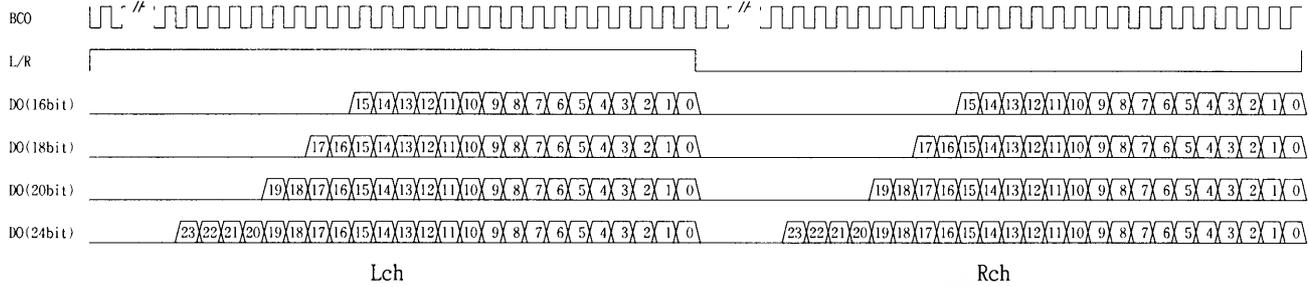 BCO
L/R
DO(16bit) 15 14 13 12 11 10 9 8 7 6 5 4 3 2 1 0 15 14 13 12 11 10 9 8 7 6 5 4 3 2 1 0
DO(18bit) 17 16 15 14 13 12 11 10 9 8 7 6 5 4 3 2 1 0 17 16 15 14 13 12 11 10 9 8 7 6 5 4 3 2 1 0
DO(20bit) 19 18 17 16 15 14 13 12 11 10 9 8 7 6 5 4 3 2 1 0 19 18 17 16 15 14 13 12 11 10 9 8 7 6 5 4 3 2 1 0
DO(24bit) 23 22 21 20 19 18 17 16 15 14 13 12 11 10 9 8 7 6 5 4 3 2 1 0 23 22 21 20 19 18 17 16 15 14 13 12 11 10 9 8 7 6 5 4 3 2 1 0
Lch Rch